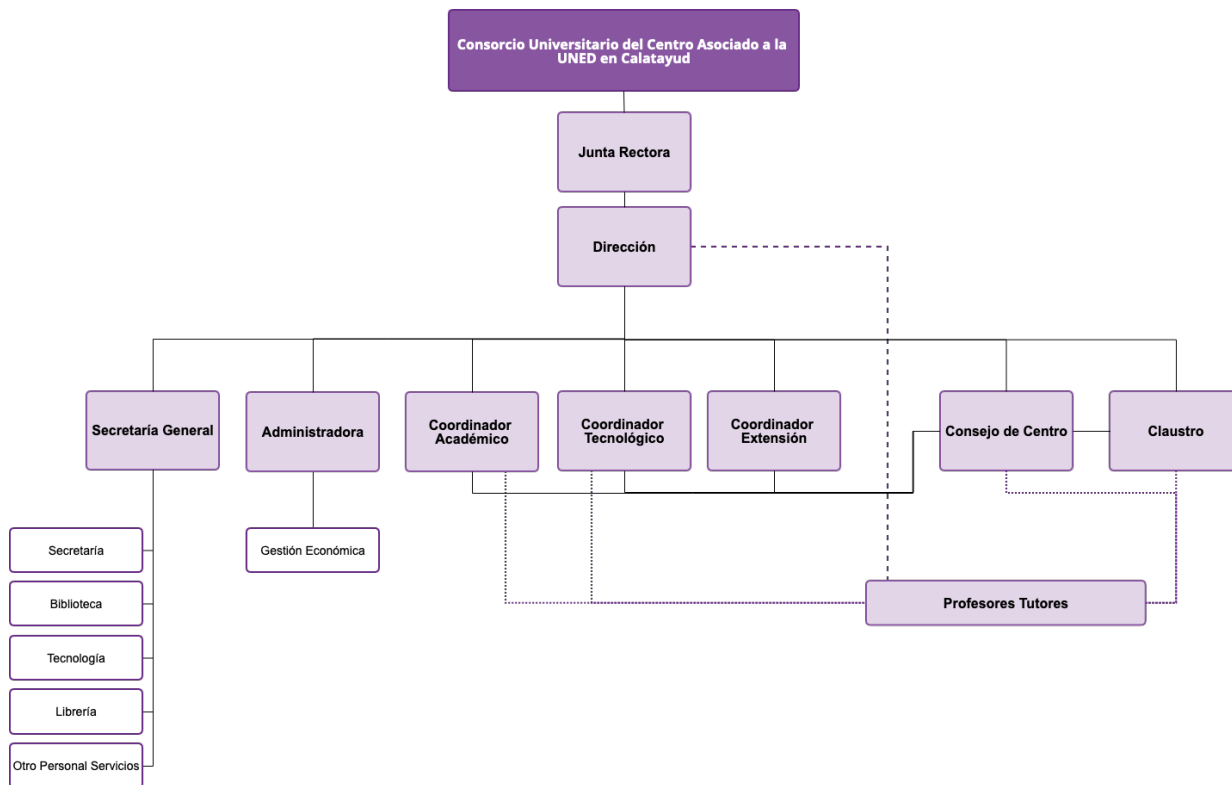 Consorcio Universitario del Centro Asociado a la
UNED en Calatayud
Junta Rectora
Dirección
Secretaría General
Administradora
Coordinador
Académico
Coordinador
Tecnológico
Coordinador
Extensión
Consejo de Centro
Claustro
Secretaría
Gestión Económica
Biblioteca
Profesores Tutores
Tecnología
Librería
Otro Personal Servicios